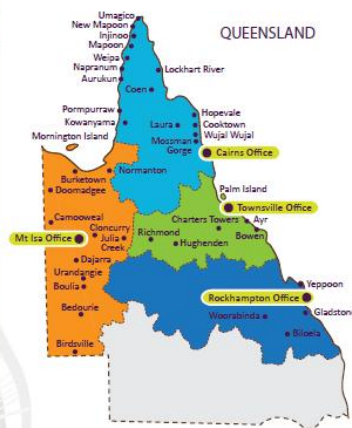 QUEENSLAND
Umagico
New Mapoon
Injinoo
Mapoon
Weipa
Napranum
Aurukun
Lockhart River
Coen
Pormpuraw
Kowanyama
Mornington Island
Hopevale
Laura
Cooktown
Wujal Wujal
Mossman
Gorge
Cairns Office
Normanton
Burketown
Doomadgee
Palm Island
Townsville Office
Camooweal
Charters Towers
Ayr
Mt Isa Office
Cloncurry
Julia
Creek
Richmond
Hughenden
Bowen
Dajarra
Urandangie
Boulia
Yeppoon
Rockhampton Office
Bedourie
Woorabinda
Gladstone
Biloela
Birdsville